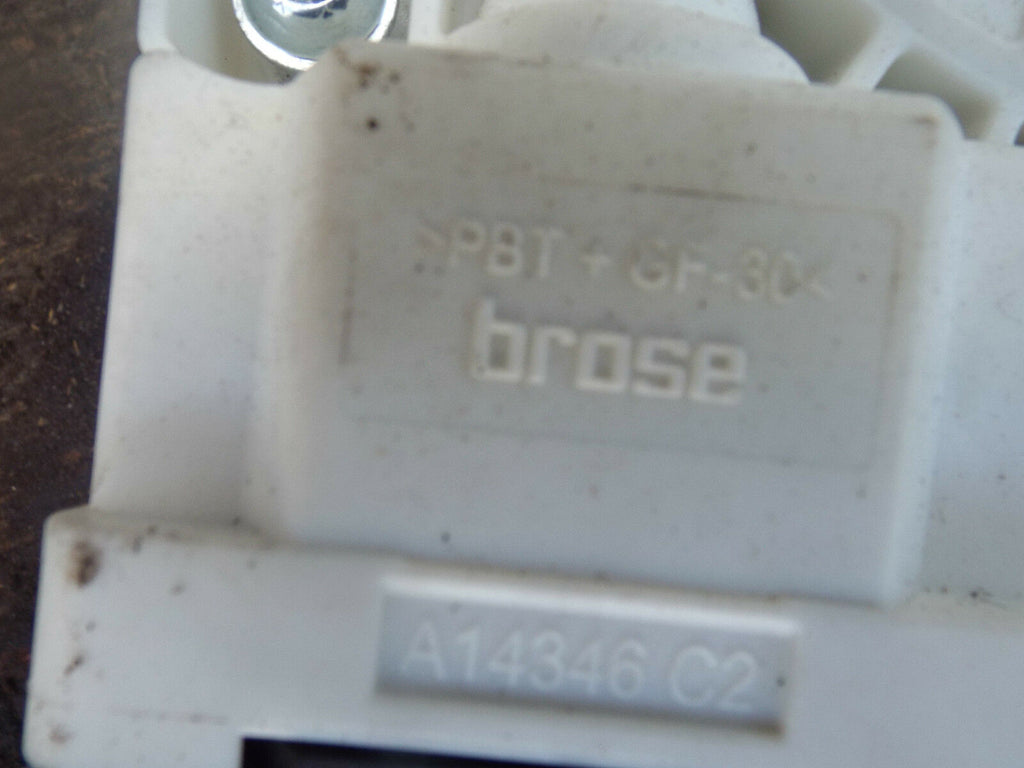 >PBT + GF-30<
brose
A14346 C2